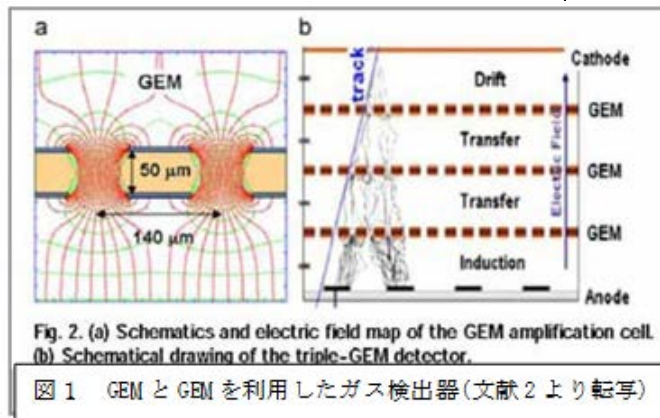 a
GEM
50 μm
140 μm
b
track
Cathode
Drift
GEM
Transfer
GEM
Transfer
GEM
Induction
Anode
Electric Field
Fig. 2. (a) Schematics and electric field map of the GEM amplification cell.
(b) Schematical drawing of the triple-GEM detector.
図1 GEMとGEMを利用したガス検出器(文献2より転写)